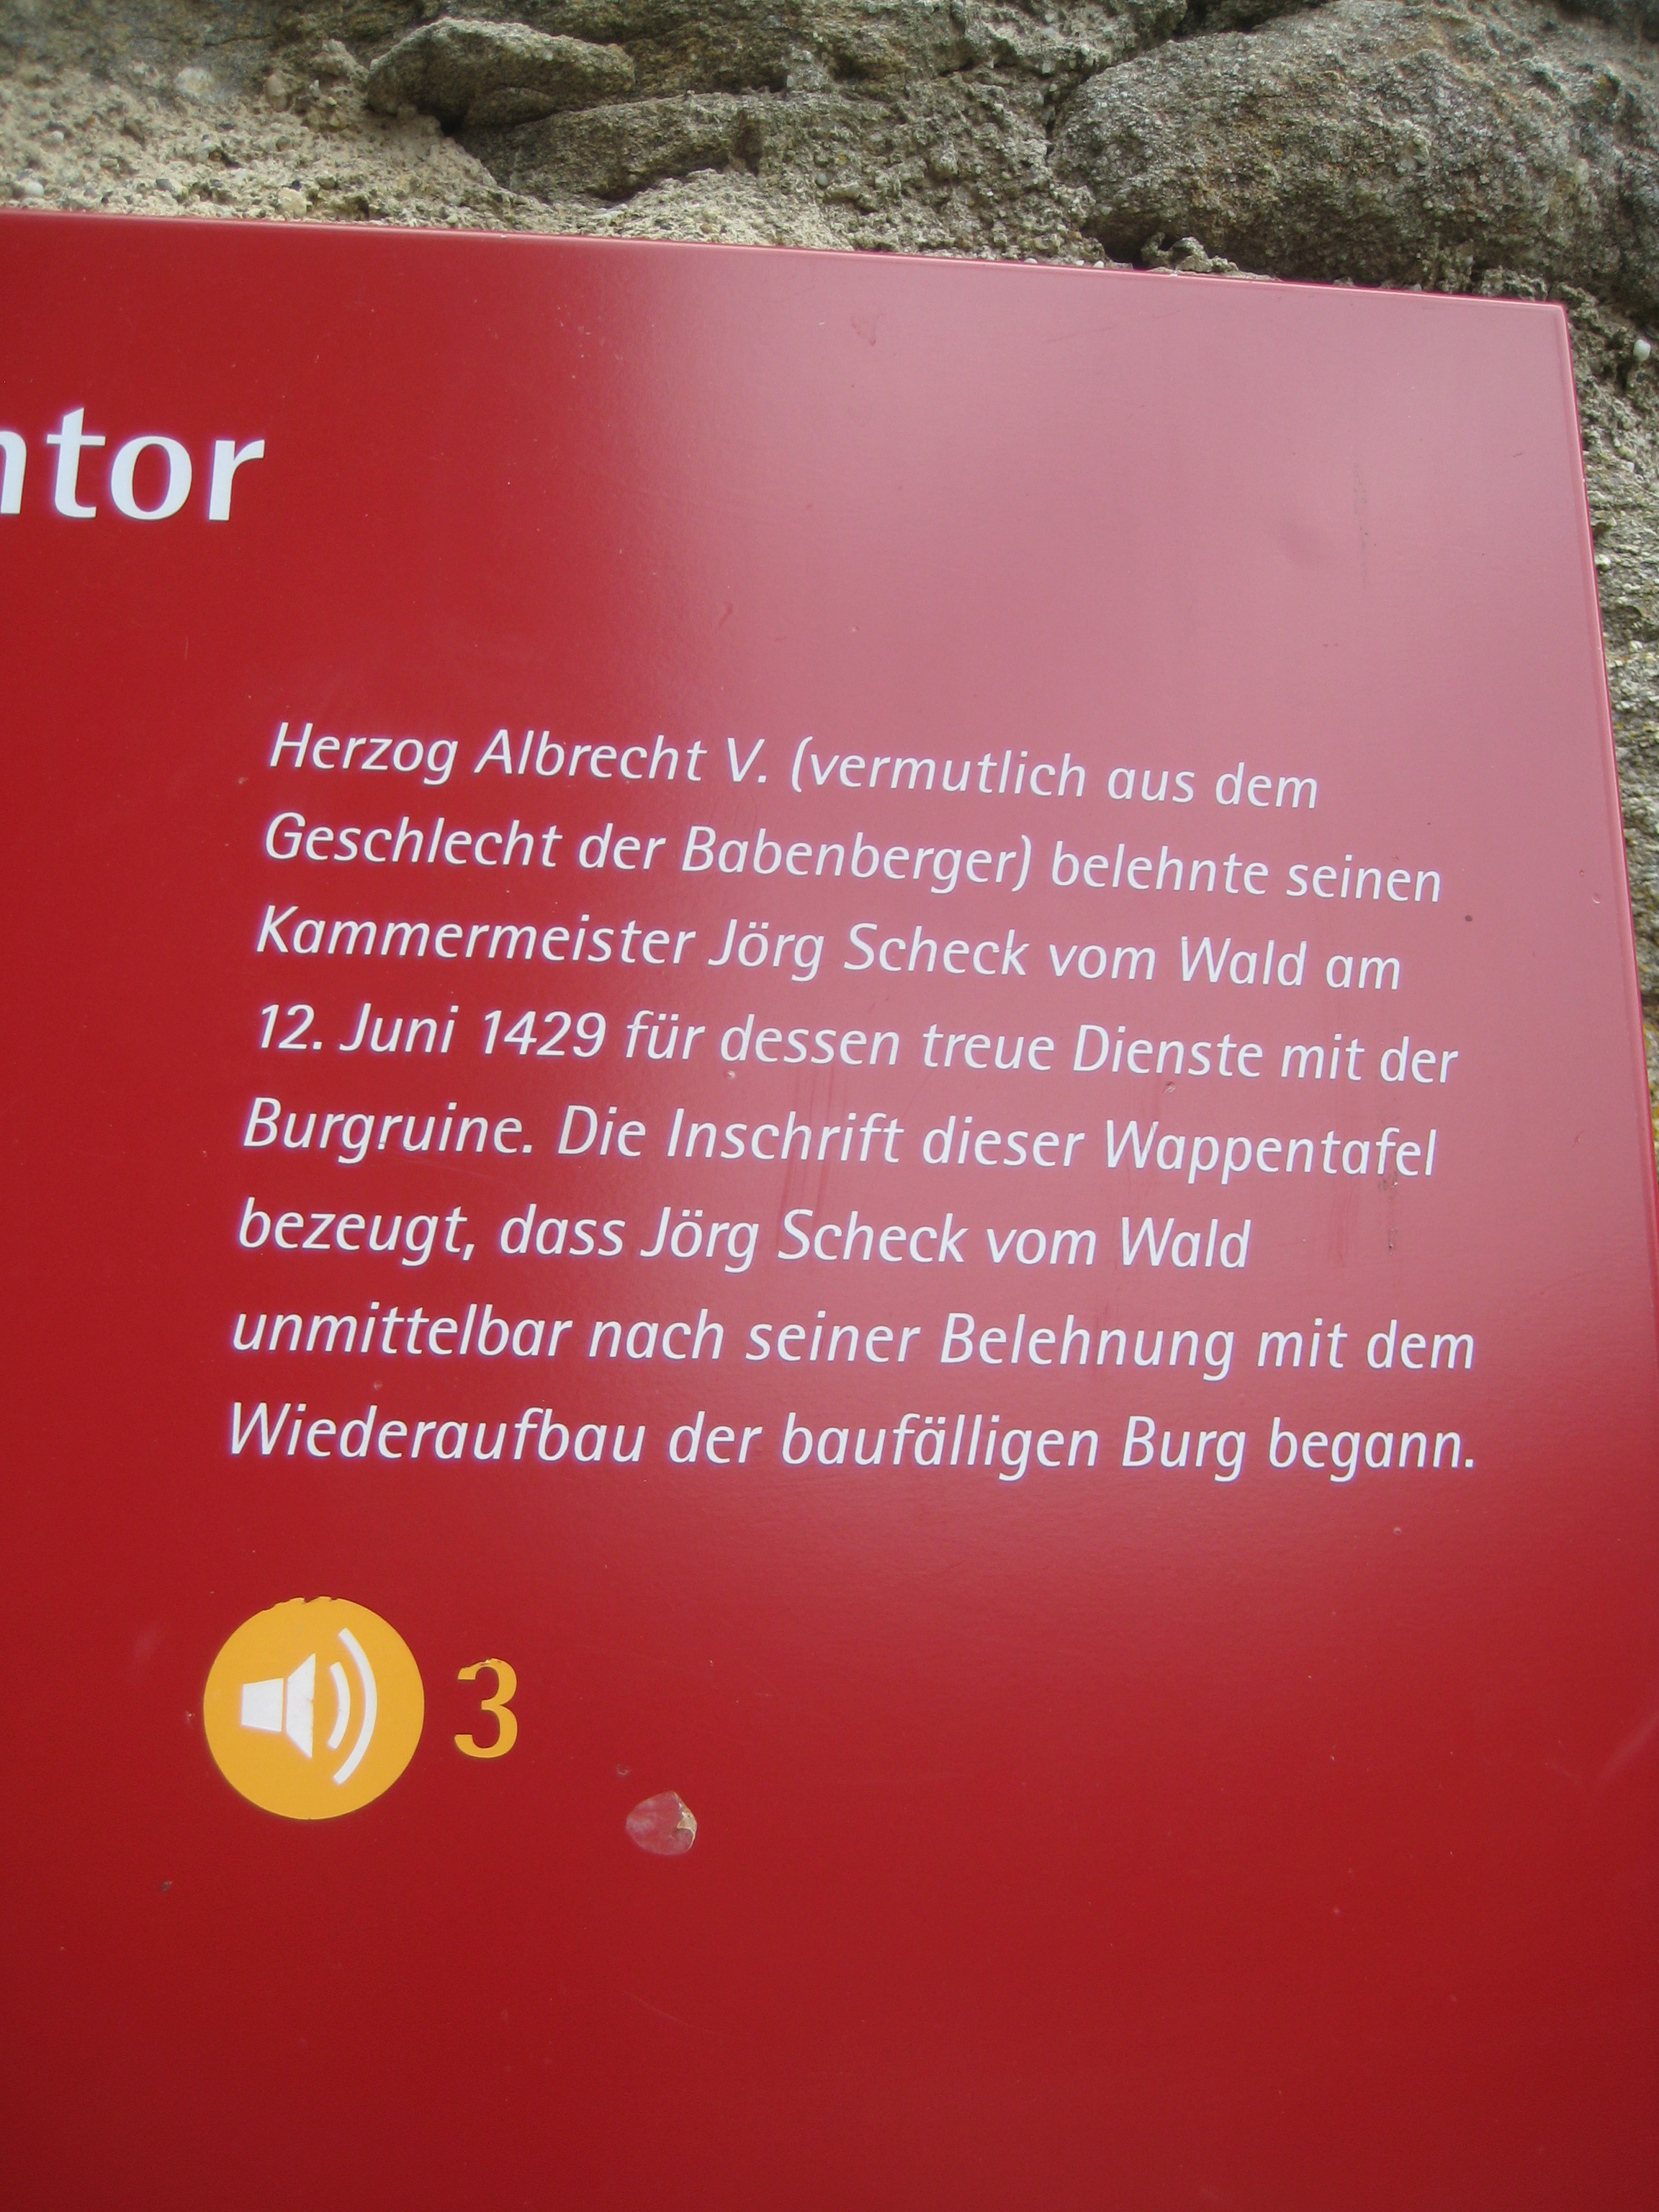 ntor
Herzog Albrecht V. (vermutlich aus dem
Geschlecht der Babenberger) belehnte seinen
Kammermeister Jörg Scheck vom Wald am
12. Juni 1429 für dessen treue Dienste mit der
Burgruine. Die Inschrift dieser Wappentafel
bezeugt, dass Jörg Scheck vom Wald
unmittelbar nach seiner Belehnung mit dem
Wiederaufbau der baufälligen Burg begann.
3